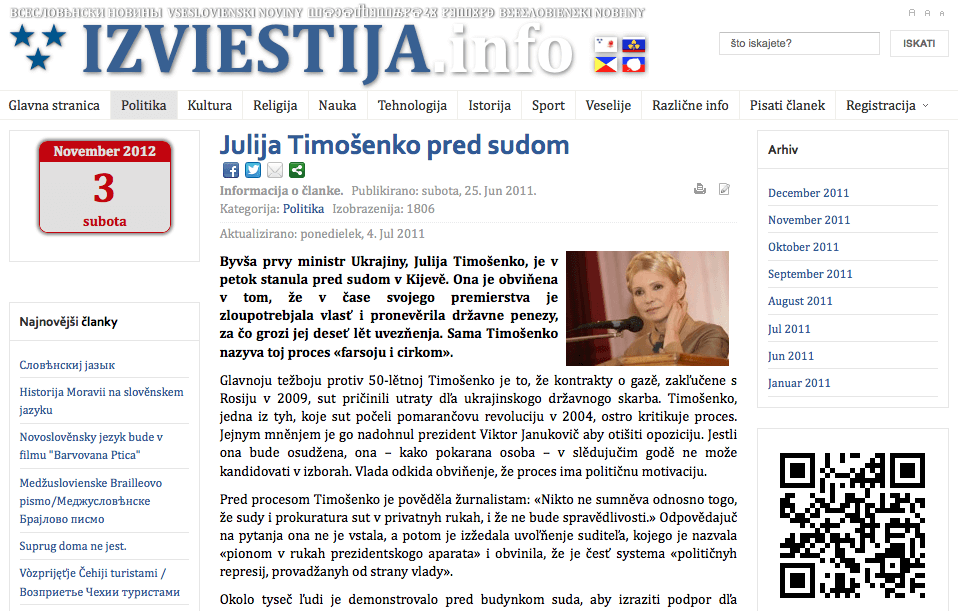 ВСЕСЛОВЬНСКИ НОВИНЫ VSESLOVIENSKI NOVINY
IZVIESTIJA.info
što iskajete?
ISKATI
A A A
Glavna stranica Politika Kultura Religija Nauka Tehnologija Istorija Sport Veselije Različne info Pisati članek Registracija
November 2012
3
subota
Najnovějši članky
Словѣнскиј јазык
Historija Moravii na slověnskem
jazyku
Novoslověnsky jezyk bude v
filmu "Barvovana Ptica"
Medžuslovienske Brailleovo
pismo/Меджусловѣнске
Брајлово писмо
Suprug doma ne jest.
Vòzprijęt́je Čehiji turistami /
Возприетье Чехии туристами
Julija Timošenko pred sudom
Informacija o članke. Publikirano: subota, 25. Jun 2011.
Kategorija: Politika Izobrazenija: 1806
Aktualizirano: ponedielek, 4. Jul 2011
Byvša prvy ministr Ukrajiny, Julija Timošenko, je v
petok stanula pred sudom v Kijevě. Ona je obviňena
v tom, že v čase svojego premierstva je
zloupotrebjala vlasť i pronevěrila državne penezy,
za čo grozi jej deseť lět uvezňenja. Sama Timošenko
nazyva toj proces «farsoju i cirkom».
Glavnoju težboju protiv 50-lětnoj Timošenko je to, že kontrakty o gazě, zakľučene s
Rosiju v 2009, sut pričinili utraty dľa ukrajinskogo državnogo skarba. Timošenko,
jedna iz tyh, koje sut počeli pomarančovu revoluciju v 2004, ostro kritikuje proces.
Jejnym mněnjem je go nadohnul prezident Viktor Janukovič aby otišiti opoziciju. Jestli
ona bude osudžena, ona – kako pokarana osoba – v slědujučim godě ne može
kandidovati v izborah. Vlada odkida obviňenje, že proces ima političnu motivaciju.
Pred procesom Timošenko je pověděla žurnalistam: «Nikto ne sumněva odnosno togo,
že sudy i prokuratura sut v privatnyh rukah, i že ne bude spravědlivosti.» Odpovědajuč
na pytanja ona ne je vstala, a potom je ižžedala uvoľňenje suditeľa, kojego je nazvala
«pionom v rukah prezidentskogo aparata» i obvinila, že je česť systema «političnyh
represij, provadžanyh od strany vlady».
Okolo tyseč ľudi je demonstrovalo pred budynkom suda, aby izraziti podpor dľa
Arhiv
December 2011
November 2011
Oktober 2011
September 2011
August 2011
Jul 2011
Jun 2011
Januar 2011